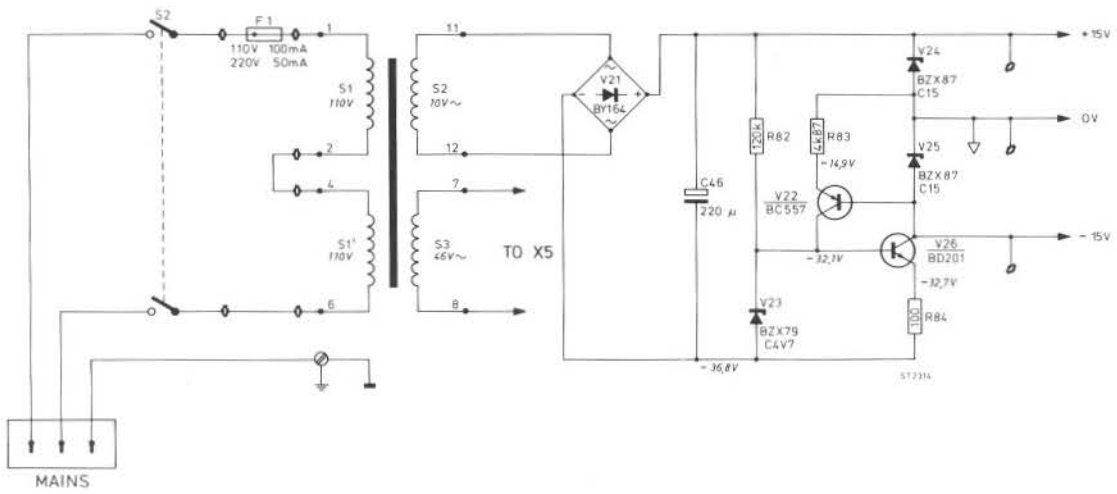 S2
F1
110V 100mA
220V 50mA
1
S1
110V
2
4
S1'
110V
6
11
S2
10V~
12
7
S3
46V~
8
TO X5
~
V21
- +
BY164
~
C46
220 μ
120k
R82
4k87
R83
-14,9V
V22
BC557
-32,1V
V23
BZX79
C4V7
-36,8V
V24
BZX87
C15
V25
BZX87
C15
V26
BD201
-32,7V
100
R84
+15V
0V
-15V
ST2314
MAINS